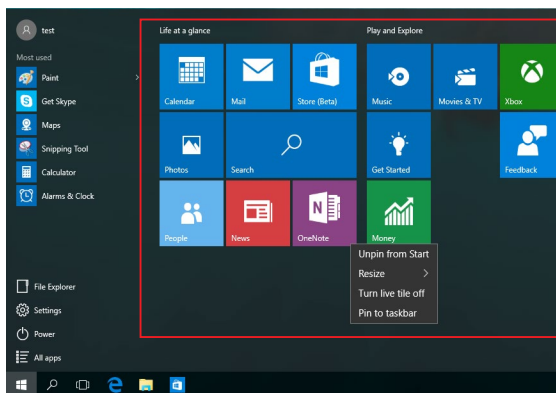 test
Most used
Paint
Get Skype
Maps
Snipping Tool
Calculator
Alarms & Clock
File Explorer
Settings
Power
All apps
Life at a glance
Calendar
Mail
Store (Beta)
Photos
Search
People
News
N
OneNote
Play and Explore
Music
Movies & TV
Xbox
Get Started
Feedback
Money
Unpin from Start
Resize
Turn live tile off
Pin to taskbar